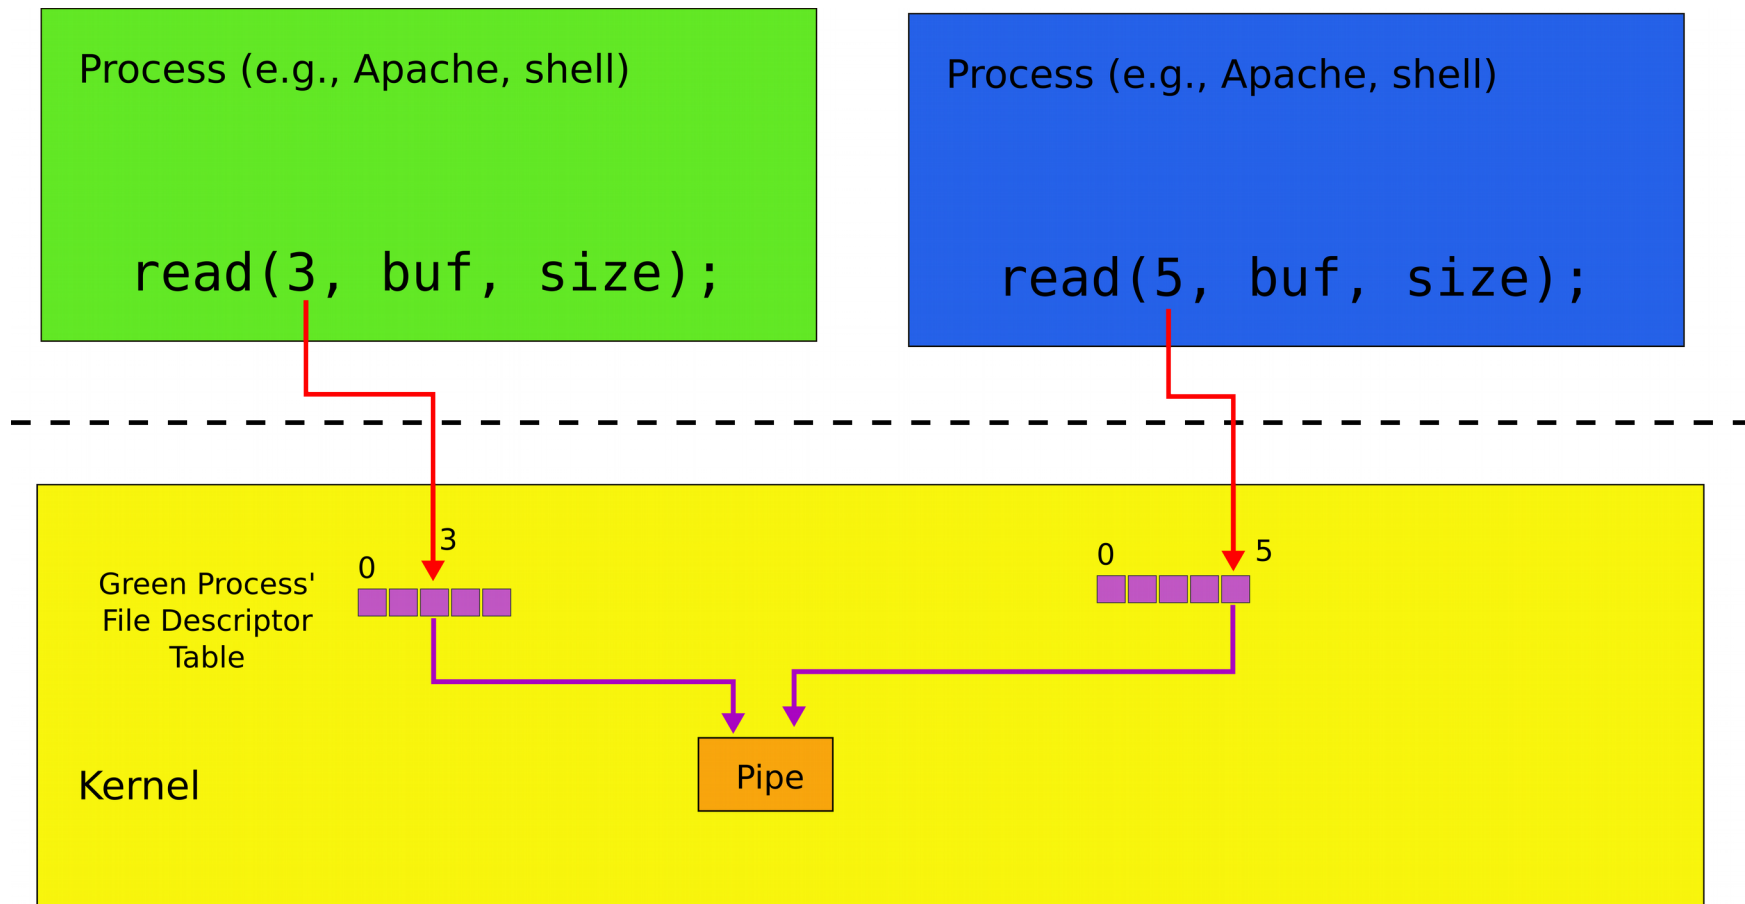 Process (e.g., Apache, shell)
read(3, buf, size);
Process (e.g., Apache, shell)
read(5, buf, size);
Green Process'
File Descriptor
Table
0
3
0
5
Pipe
Kernel